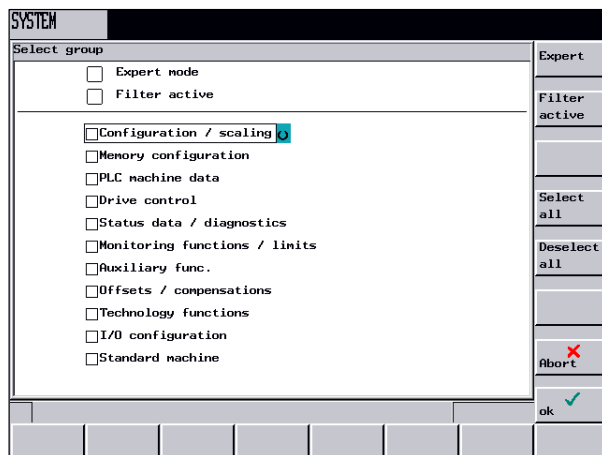 SYSTEM
Select group
Expert mode
Filter active
Configuration / scaling
Memory configuration
PLC machine data
Drive control
Status data / diagnostics
Monitoring functions / limits
Auxiliary func.
Offsets / compensations
Technology functions
I/O configuration
Standard machine
Expert
Filter
active
Select
all
Deselect
all
Abort
ok